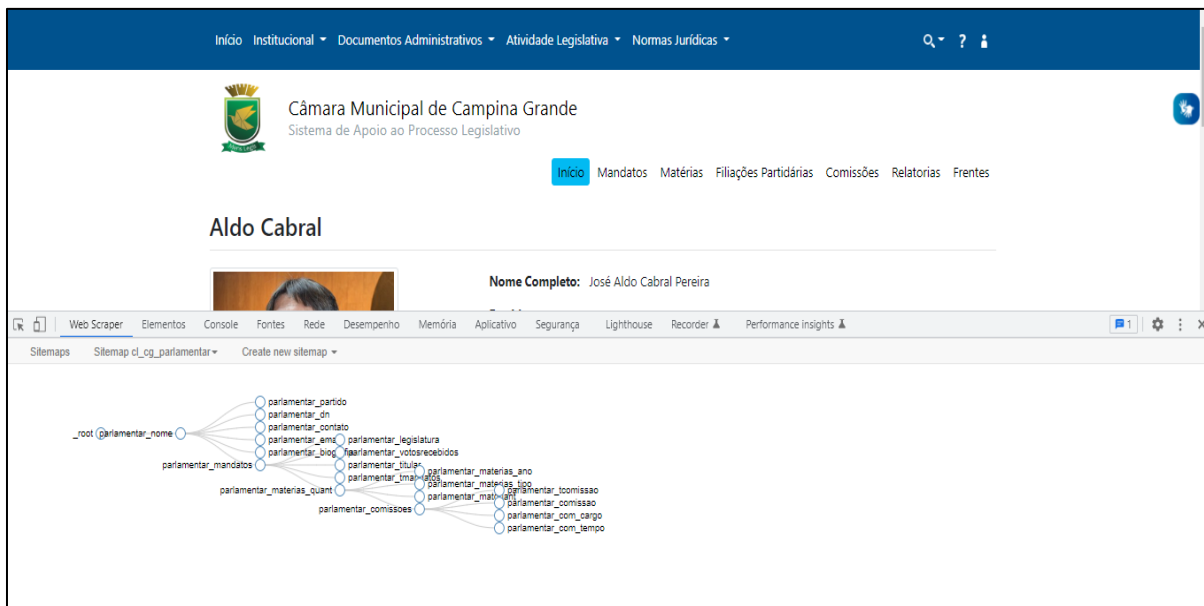 Início Institucional Documentos Administrativos Atividade Legislativa Normas Jurídicas ?
Câmara Municipal de Campina Grande
Sistema de Apoio ao Processo Legislativo
Início Mandatos Matérias Filiações Partidárias Comissões Relatorias Frentes
Aldo Cabral
Nome Completo: José Aldo Cabral Pereira
Web Scraper Elementos Console Fontes Rede Desempenho Memória Aplicativo Segurança Lighthouse Recorder Performance insights 1
Sitemaps Sitemap cl_cg_parlamentar Create new sitemap
parlamentar_partido
parlamentar_dn
_root parlamentar_nome parlamentar_contato
parlamentar_legislatura
parlamentar_votosrecebidos
parlamentar_mandatos parlamentar_titular
parlamentar_materias_ano
parlamentar_materias_tipo
parlamentar_materias_quant
parlamentar_tcomissao
parlamentar_comissao
parlamentar_comissoes parlamentar_com_cargo
parlamentar_com_tempo